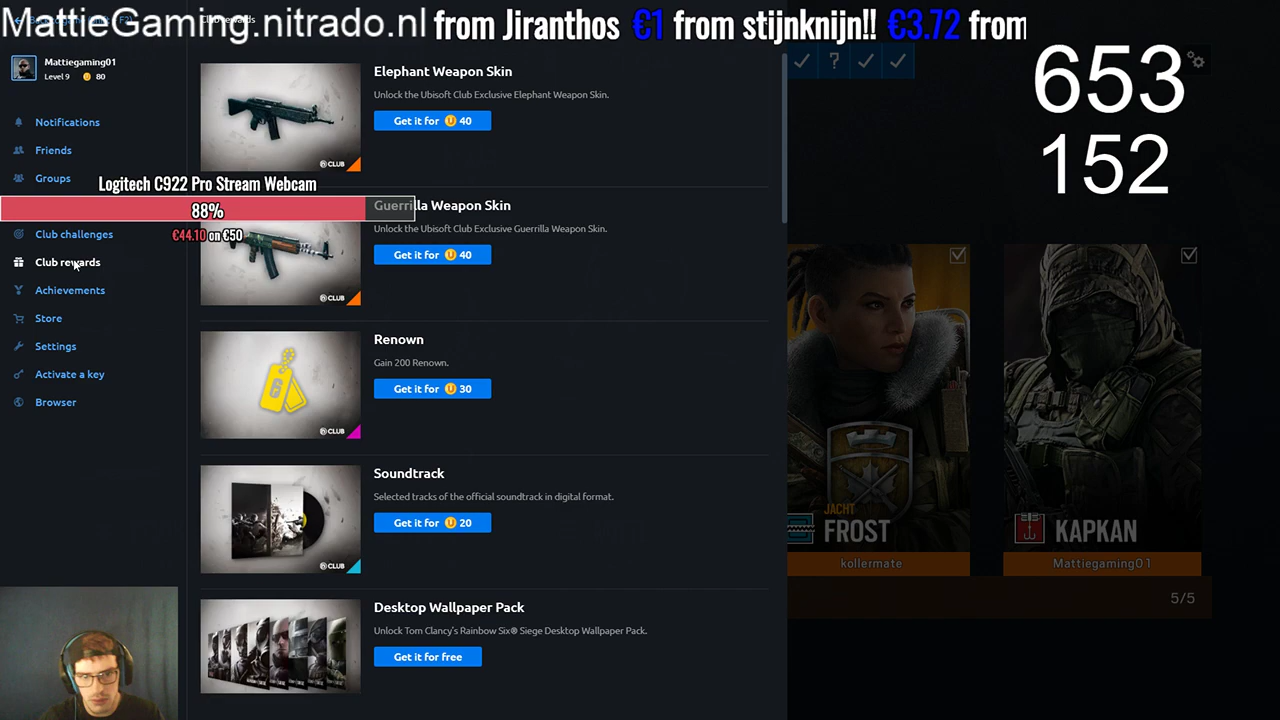 MattieGaming.nitrado.nl
from Jiranthos €1 from stijnknijn!! €3.72 from
Club rewards
Mattiegaming01
Level 9 80
653
152
Notifications
Friends
Groups
Logitech C922 Pro Stream Webcam
88%
€44.10 on €50
Club challenges
Club rewards
Achievements
Store
Settings
Activate a key
Browser
Elephant Weapon Skin
Unlock the Ubisoft Club Exclusive Elephant Weapon Skin.
Get it for U 40
CLUB
Guerrilla Weapon Skin
Unlock the Ubisoft Club Exclusive Guerrilla Weapon Skin.
Get it for U 40
CLUB
Renown
Gain 200 Renown.
Get it for U 30
6
CLUB
Soundtrack
Selected tracks of the official soundtrack in digital format.
Get it for U 20
CLUB
Desktop Wallpaper Pack
Unlock Tom Clancy's Rainbow Six® Siege Desktop Wallpaper Pack.
Get it for free
?
JACHT
FROST
kollermate
KAPKAN
Mattiegaming01
5/5